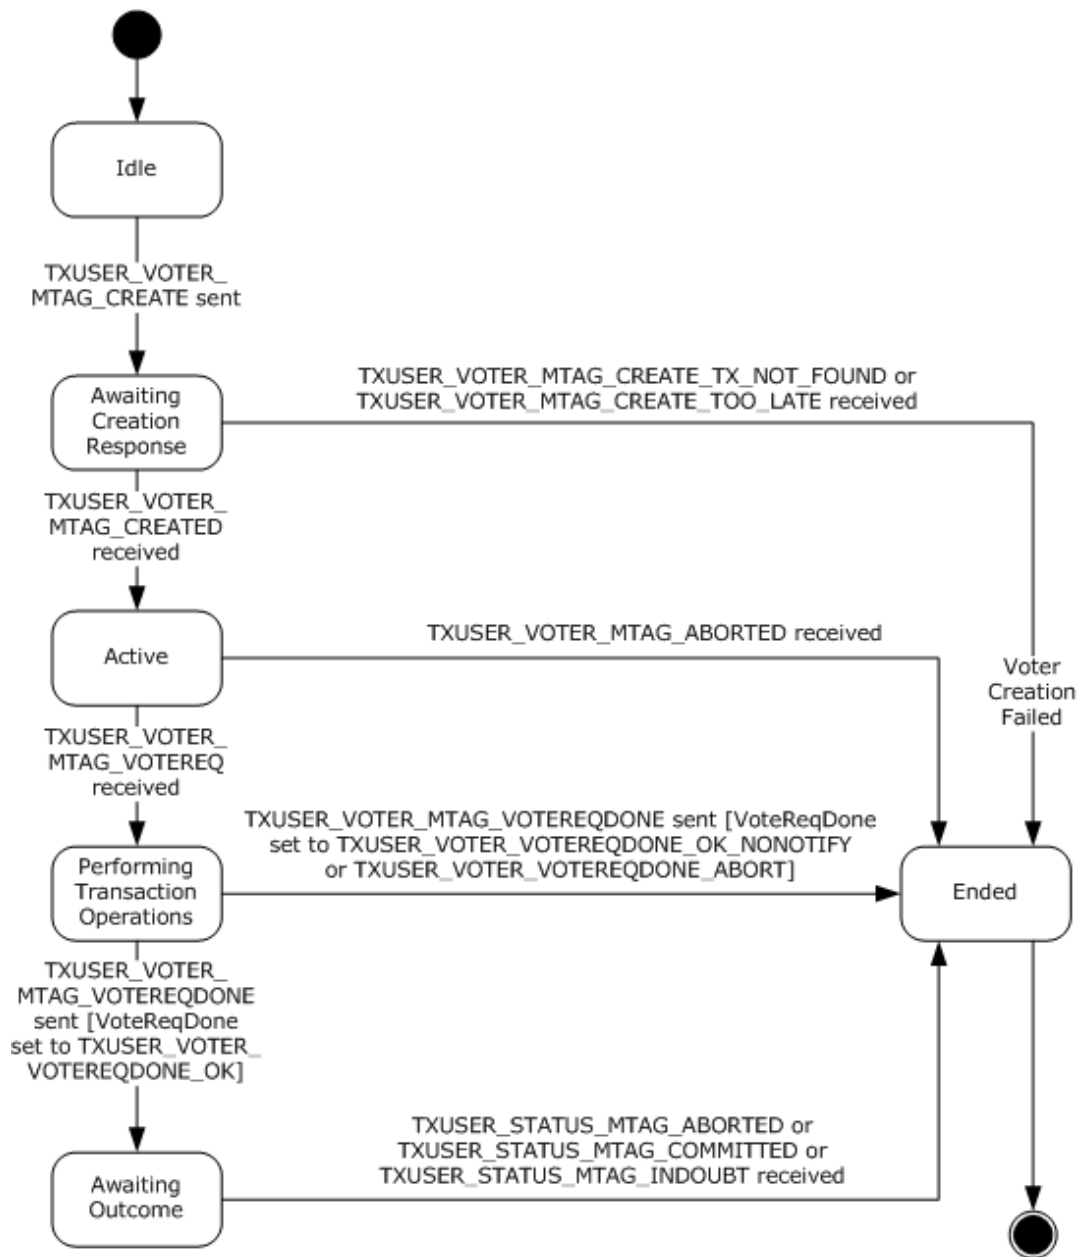 Idle
TXUSER_VOTER_
MTAG_CREATE sent
Awaiting
Creation
Response
TXUSER_VOTER_MTAG_CREATE_TX_NOT_FOUND or
TXUSER_VOTER_MTAG_CREATE_TOO_LATE received
TXUSER_VOTER_
MTAG_CREATED
received
Active
TXUSER_VOTER_MTAG_ABORTED received
Voter
Creation
Failed
TXUSER_VOTER_
MTAG_VOTEREQ
received
Performing
Transaction
Operations
TXUSER_VOTER_MTAG_VOTEREQDONE sent [VoteReqDone
set to TXUSER_VOTER_VOTEREQDONE_OK_NONOTIFY
or TXUSER_VOTER_VOTEREQDONE_ABORT]
Ended
TXUSER_VOTER_
MTAG_VOTEREQDONE
sent [VoteReqDone
set to TXUSER_VOTER_
VOTEREQDONE_OK]
TXUSER_STATUS_MTAG_ABORTED or
TXUSER_STATUS_MTAG_COMMITTED or
TXUSER_STATUS_MTAG_INDOUBT received
Awaiting
Outcome